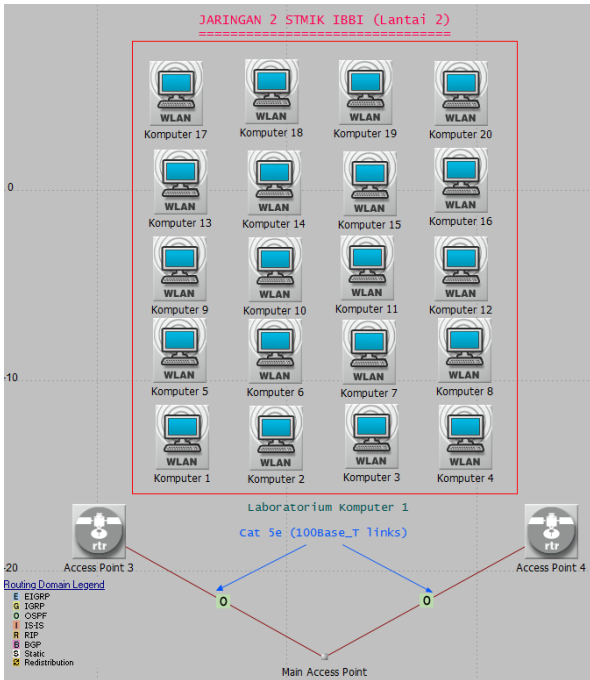 JARINGAN 2 STMIK IBBI (Lantai 2)
================================
WLAN WLAN WLAN WLAN
Komputer 17 Komputer 18 Komputer 19 Komputer 20
WLAN WLAN WLAN WLAN
0
Komputer 13 Komputer 14 Komputer 15 Komputer 16
WLAN WLAN WLAN WLAN
Komputer 9 Komputer 10 Komputer 11 Komputer 12
WLAN WLAN WLAN WLAN
-10
Komputer 5 Komputer 6 Komputer 7 Komputer 8
WLAN WLAN WLAN WLAN
Komputer 1 Komputer 2 Komputer 3 Komputer 4
Laboratorium Komputer 1
Cat 5e (100Base_T links)
rtr rtr
Access Point 3 Access Point 4
-20
Routing Domain Legend
E EIGRP
G IGRP
O OSPF
I IS-IS
R RIP
B BGP
S Static
Redistribution
O O
Main Access Point